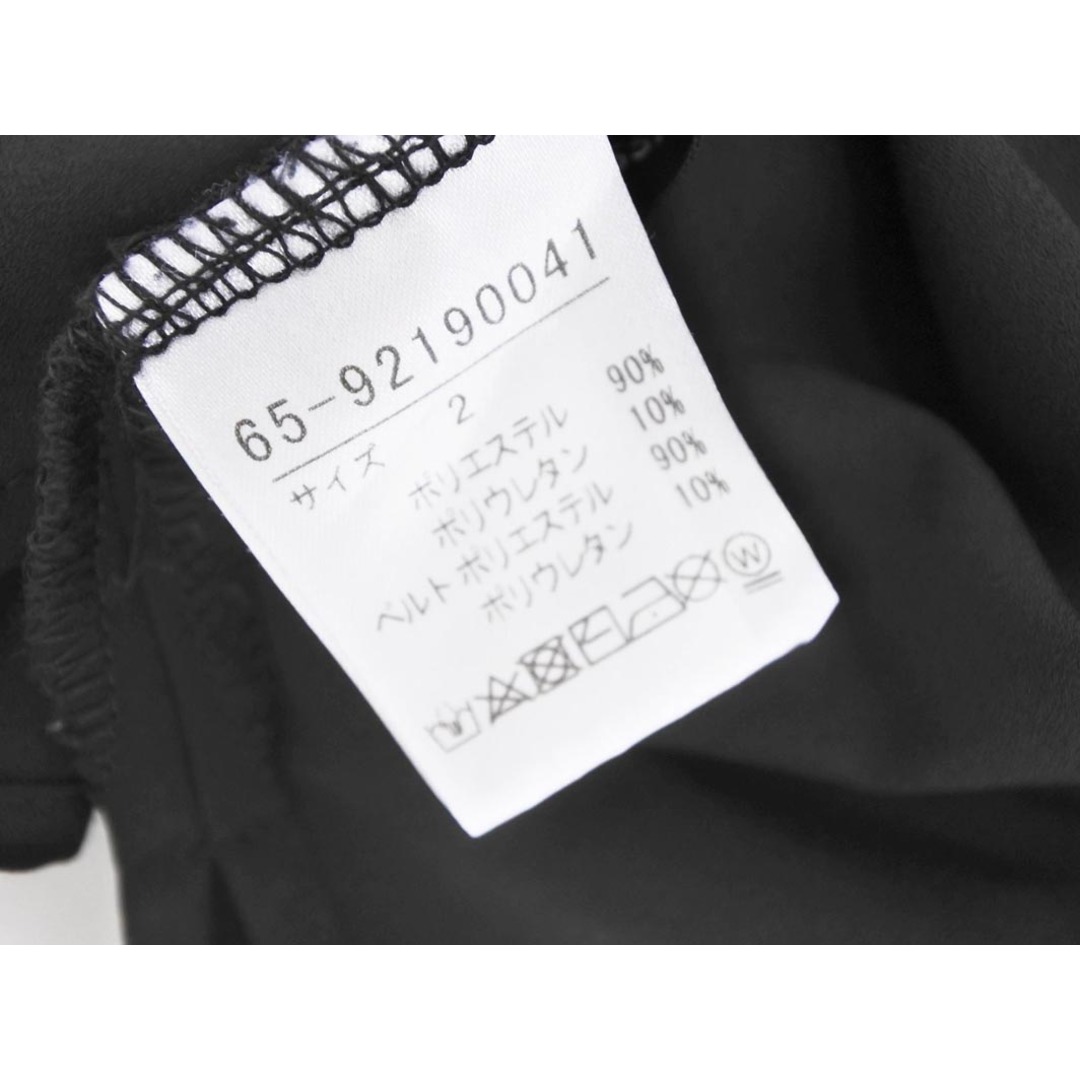 65-92190041
サイズ 2
ポリエステル 90%
ポリウレタン 10%
ベルト ポリエステル 90%
ポリウレタン 10%
W